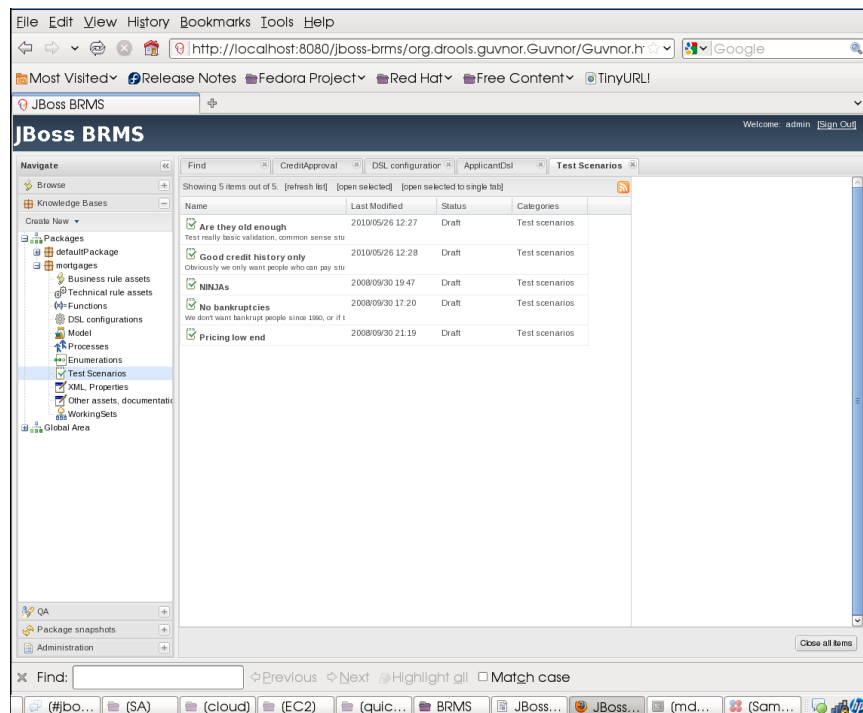 File Edit View History Bookmarks Tools Help
http://localhost:8080/jboss-brms/org.drools.guvnor.Guvnor/Guvnor.h
Google
Most Visited Release Notes Fedora Project Red Hat Free Content TinyURL!
JBoss BRMS
JBoss BRMS
Welcome: admin [Sign Out]
Navigate
Find CreditApproval DSL configuration ApplicantDsl Test Scenarios
Browse
Showing 5 items out of 5. [refresh list] [open selected] [open selected to single tab]
Knowledge Bases
Name Last Modified Status Categories
Create New
Packages
defaultPackage
mortgages
Business rule assets
Technical rule assets
(x)= Functions
DSL configurations
Model
Processes
Enumerations
Test Scenarios
XML, Properties
Other assets, documentatio
WorkingSets
Global Area
Are they old enough 2010/05/26 12:27 Draft Test scenarios
Test really basic validation, common sense stu
Good credit history only 2010/05/26 12:28 Draft Test scenarios
Obviously we only want people who can pay stu
NINJAs 2008/09/30 19:47 Draft Test scenarios
No bankruptcies 2008/09/30 17:20 Draft Test scenarios
We don't want bankrupt people since 1990, or if t
Pricing low end 2008/09/30 21:19 Draft Test scenarios
QA
Package snapshots
Administration
Close all items
Find: Previous Next Highlight all Match case
(#jbo... (SA) (cloud) (EC2) (quic... BRMS JBoss... JBoss... (md... (Sam...